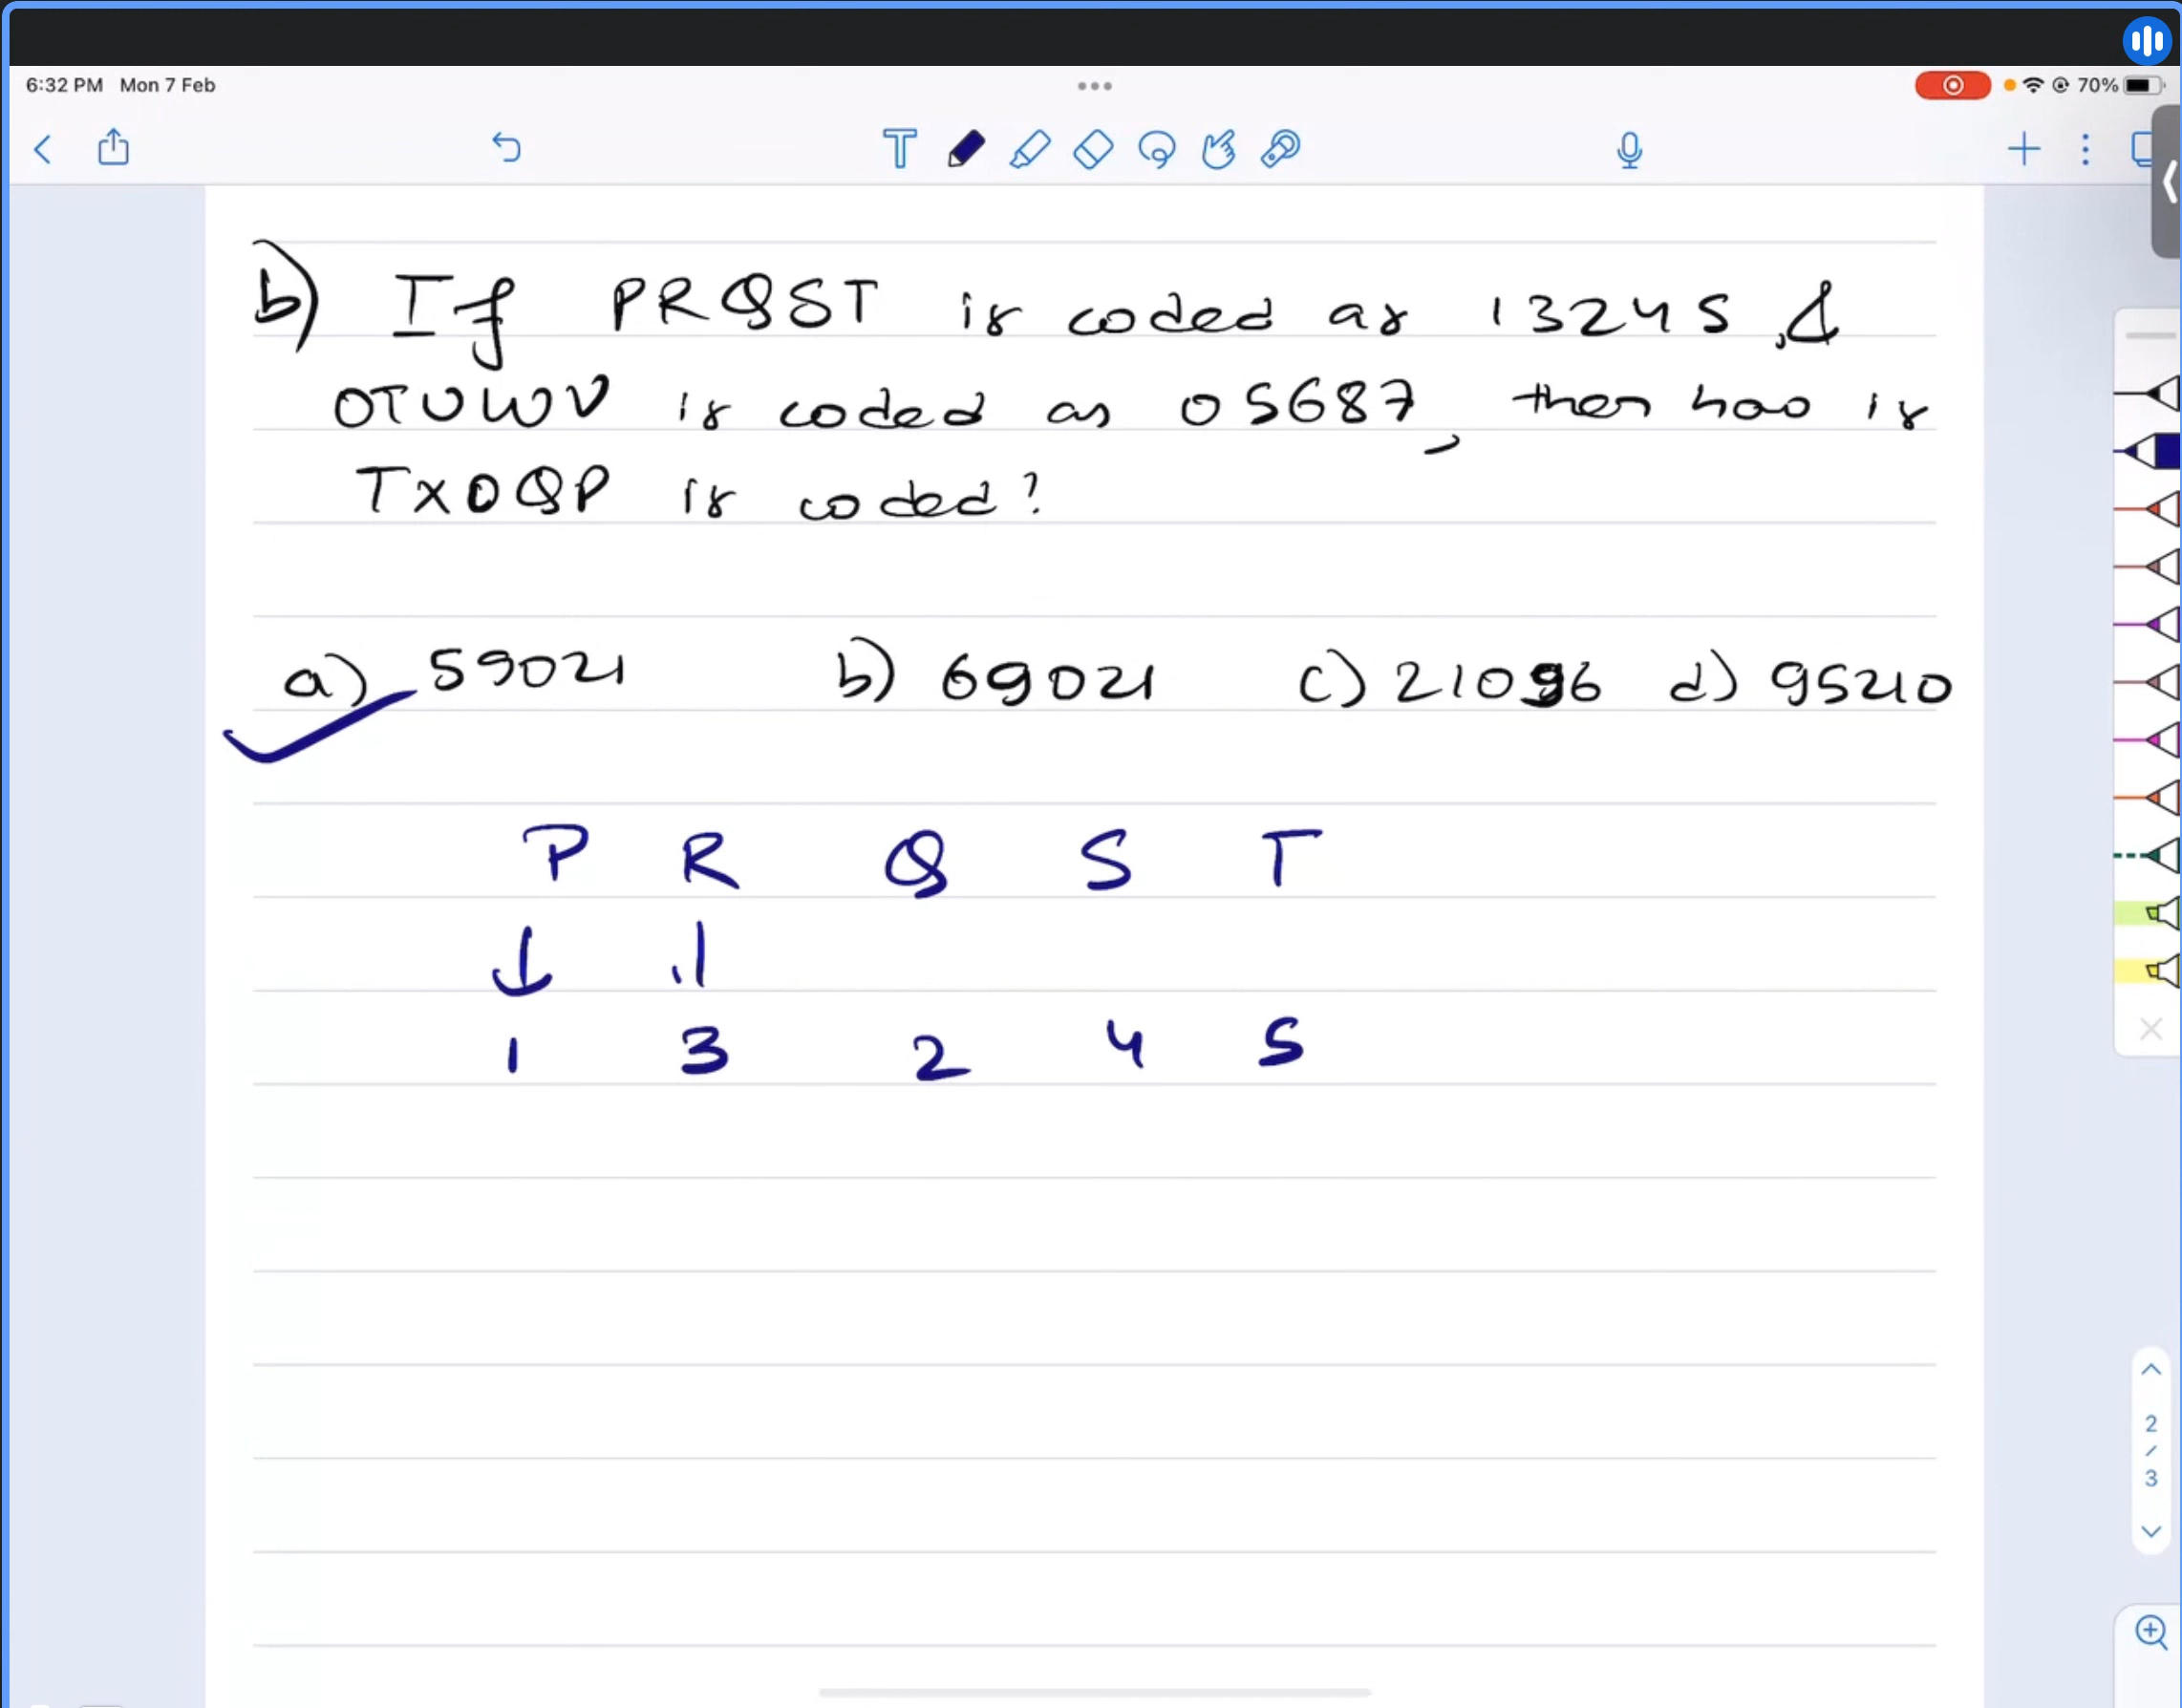 6:32 PM Mon 7 Feb
70%
b) If PRQST is coded as 13245, &
OTUWV is coded as 05687, then how is
TXOQP is coded?
a) 59021 b) 69021 c) 21096 d) 95210
P R Q S T
1 3 2 4 5
2
/
3